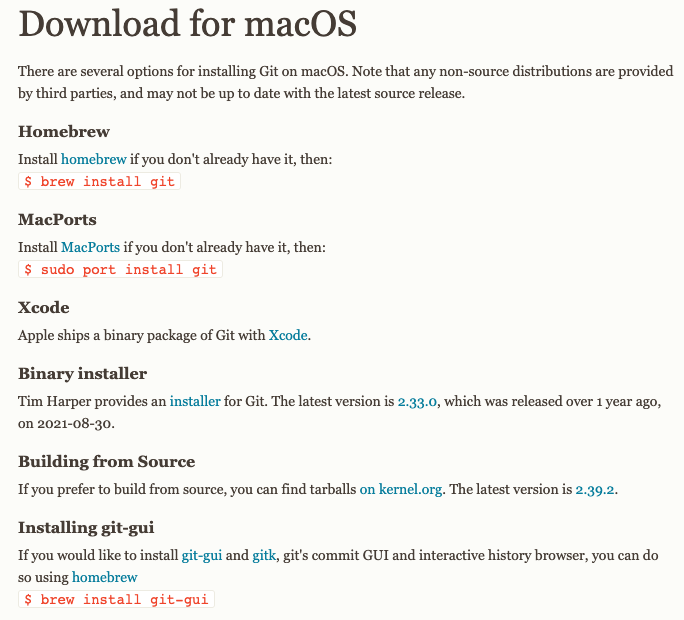 Download for macOS
There are several options for installing Git on macOS. Note that any non-source distributions are provided
by third parties, and may not be up to date with the latest source release.
Homebrew
Install homebrew if you don't already have it, then:
$ brew install git
MacPorts
Install MacPorts if you don't already have it, then:
$ sudo port install git
Xcode
Apple ships a binary package of Git with Xcode.
Binary installer
Tim Harper provides an installer for Git. The latest version is 2.33.0, which was released over 1 year ago,
on 2021-08-30.
Building from Source
If you prefer to build from source, you can find tarballs on kernel.org. The latest version is 2.39.2.
Installing git-gui
If you would like to install git-gui and gitk, git's commit GUI and interactive history browser, you can do
so using homebrew
$ brew install git-gui